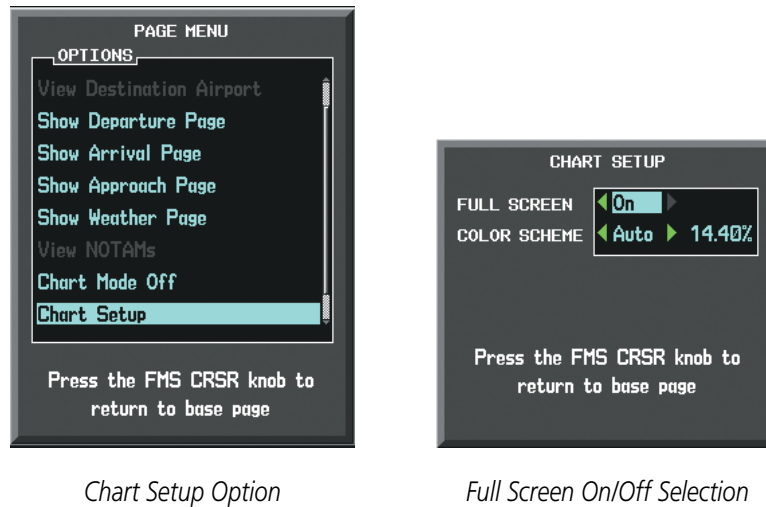 PAGE MENU
OPTIONS
View Destination Airport
Show Departure Page
Show Arrival Page
Show Approach Page
Show Weather Page
View NOTAMs
Chart Mode Off
Chart Setup
Press the FMS CRSR knob to
return to base page
Chart Setup Option
CHART SETUP
FULL SCREEN On
COLOR SCHEME Auto 14.40%
Press the FMS CRSR knob to
return to base page
Full Screen On/Off Selection